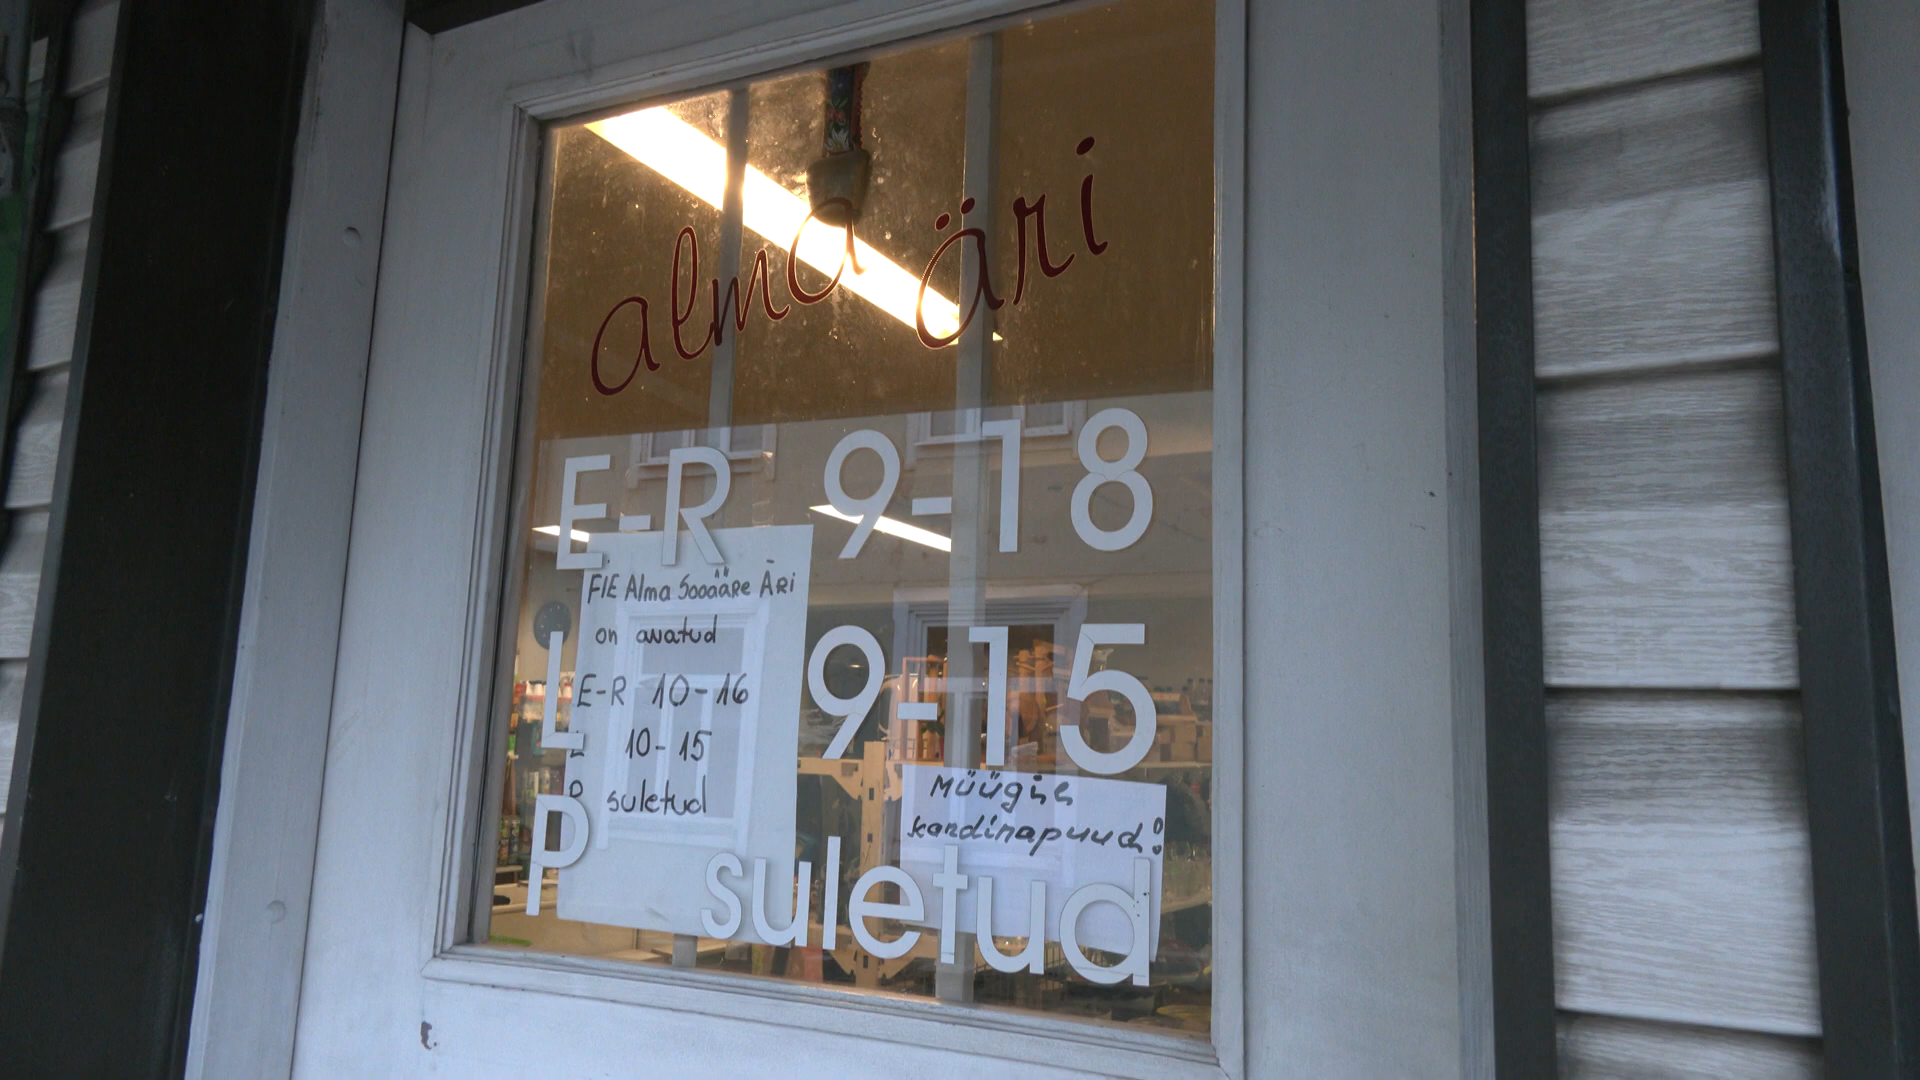 alma äri
E-R 9-18
L 9-15
P suletud
FIE Alma Sooääre Äri
on avatud
E-R 10-16
L 10-15
P suletud
Müügil
kardinapuud!